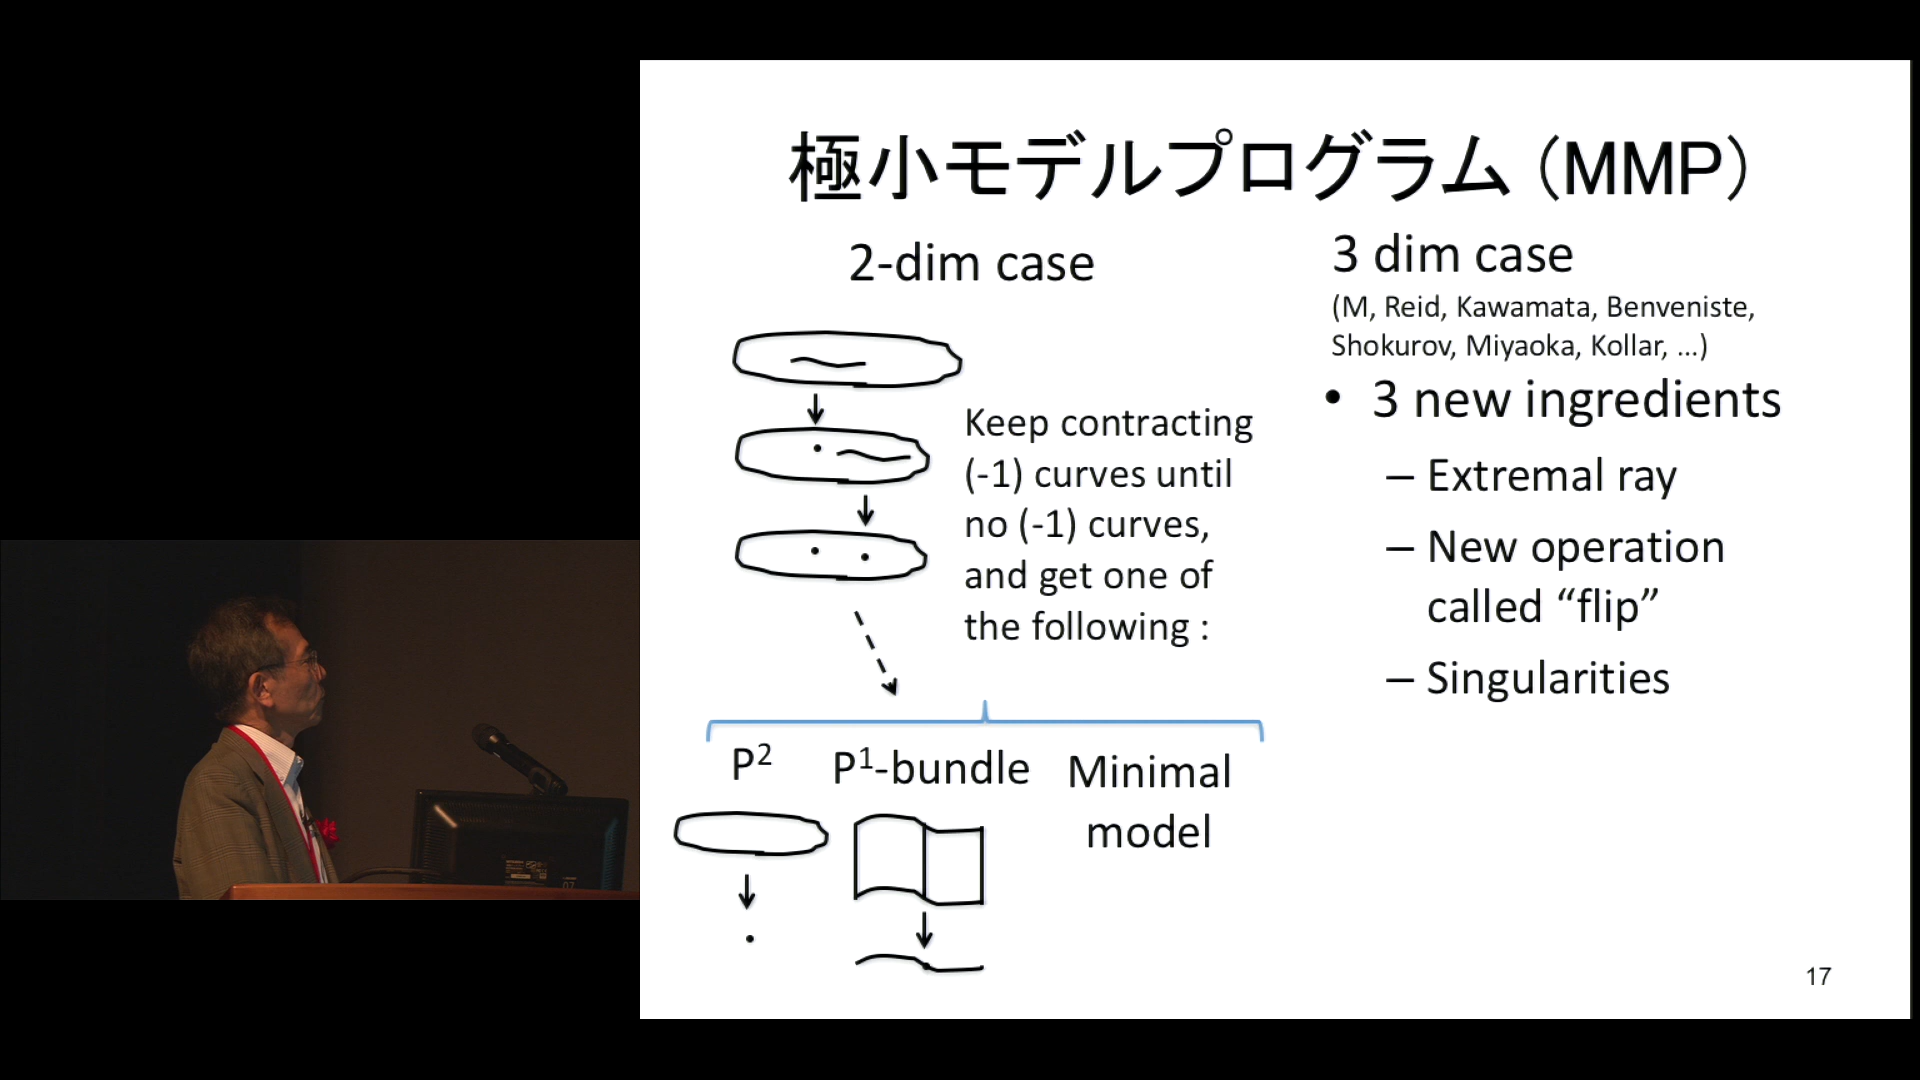 極小モデルプログラム（MMP）
2-dim case
Keep contracting
(-1) curves until
no (-1) curves,
and get one of
the following :
P²
P¹-bundle
Minimal
model
3 dim case
(M, Reid, Kawamata, Benveniste,
Shokurov, Miyaoka, Kollar, ...)
• 3 new ingredients
– Extremal ray
– New operation
called “flip”
– Singularities
17